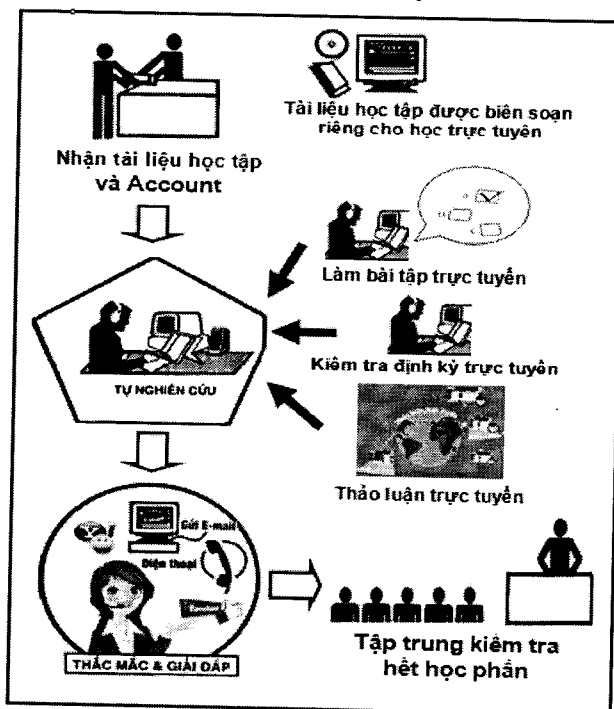 Tài liệu học tập được biên soạn
riêng cho học trực tuyến
Nhận tài liệu học tập
và Account
Làm bài tập trực tuyến
Kiểm tra định kỳ trực tuyến
TỰ NGHIÊN CỨU
Thảo luận trực tuyến
Gửi E-mail
Điện thoại
THẮC MẮC & GIẢI ĐÁP
Tập trung kiểm tra
hết học phần